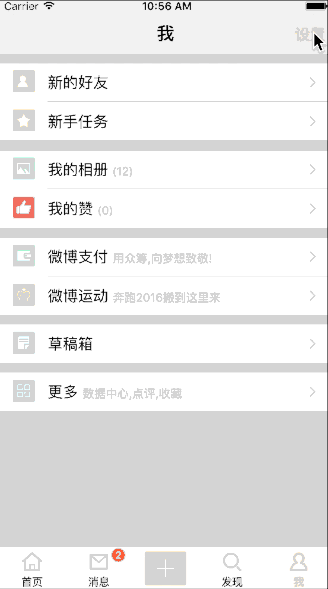 Carrier 10:56 AM
我 设置
新的好友
新手任务
我的相册 (12)
我的赞 (0)
微博支付 用众筹,向梦想致敬!
微博运动 奔跑2016搬到这里来
草稿箱
更多 数据中心,点评,收藏
2
首页 消息 发现 我